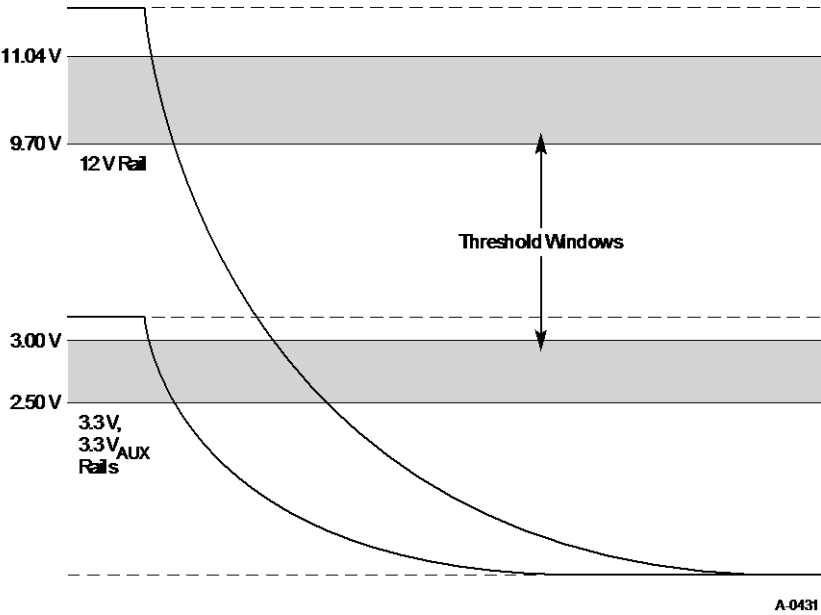 11.04 V
9.70 V
12 V Rail
Threshold Windows
3.00 V
2.50 V
3.3 V,
3.3 VAUX
Rails
A-0431